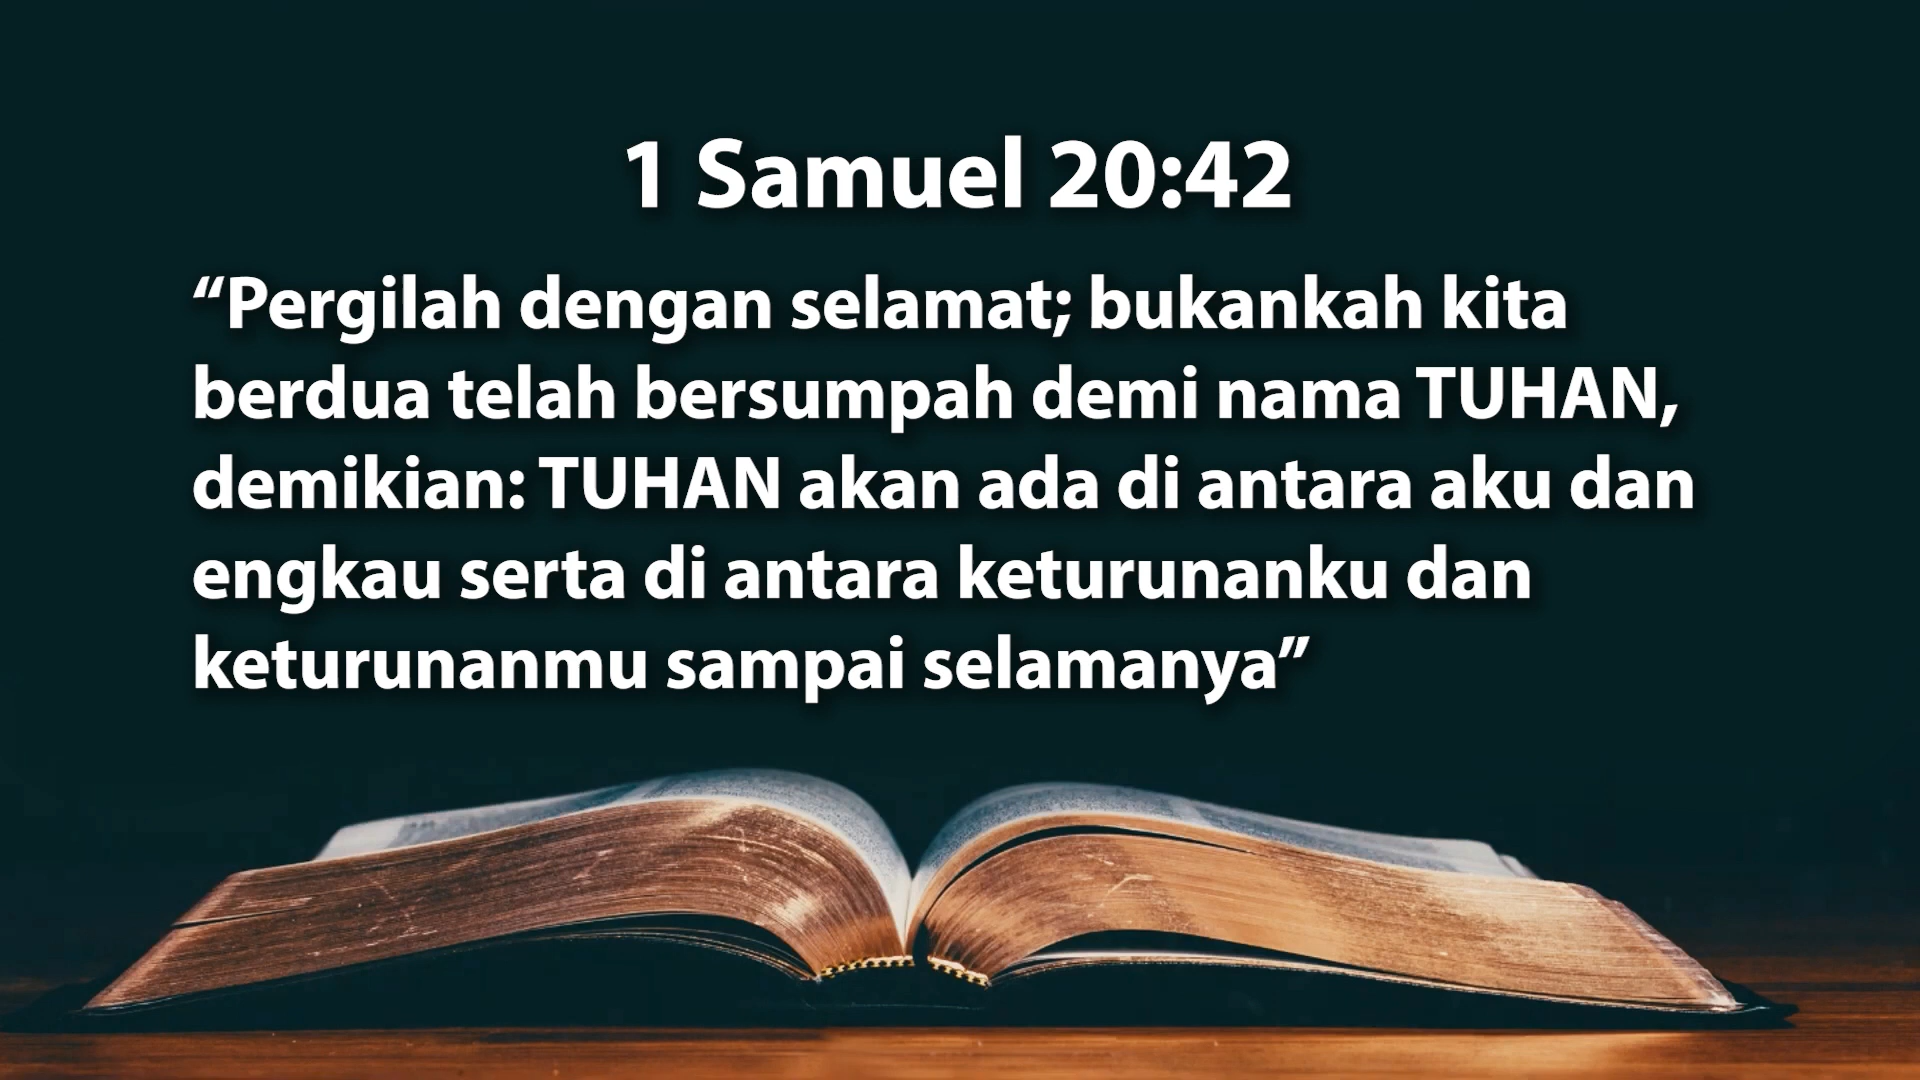 1 Samuel 20:42
“Pergilah dengan selamat; bukankah kita
berdua telah bersumpah demi nama TUHAN,
demikian: TUHAN akan ada di antara aku dan
engkau serta di antara keturunanku dan
keturunanmu sampai selamanya”